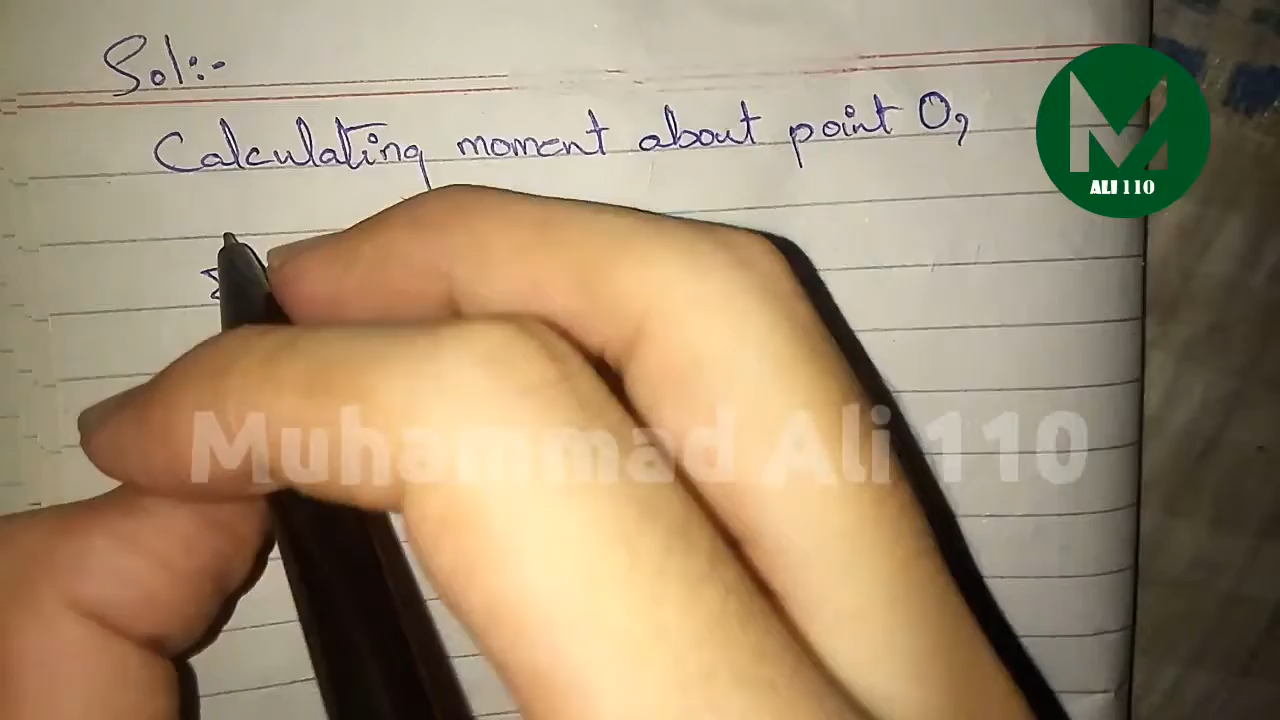 Sol:-
Calculating moment about point O,
Σ
M
ALI 110
Muhammad Ali 110